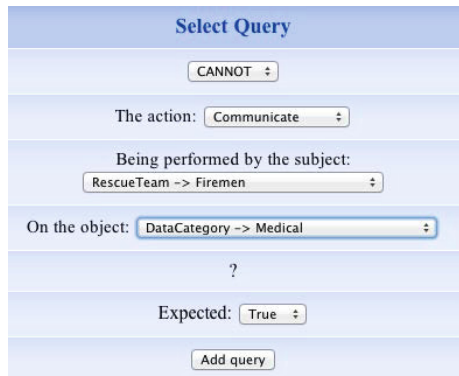 Select Query
CANNOT
The action: Communicate
Being performed by the subject:
RescueTeam -> Firemen
On the object: DataCategory -> Medical
?
Expected: True
Add query